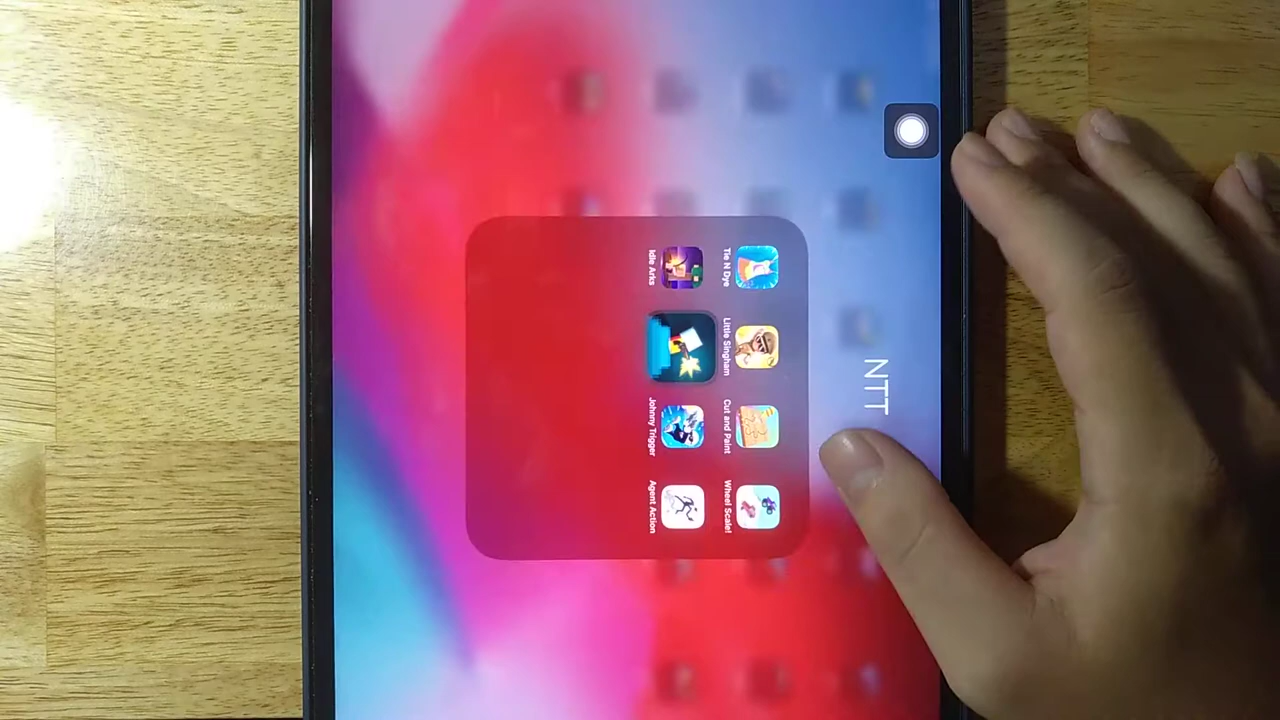 NTT
Tie N Dye
Little Singham
Cut and Paint
Wheel Scale!
Idle Arks
Johnny Trigger
Agent Action